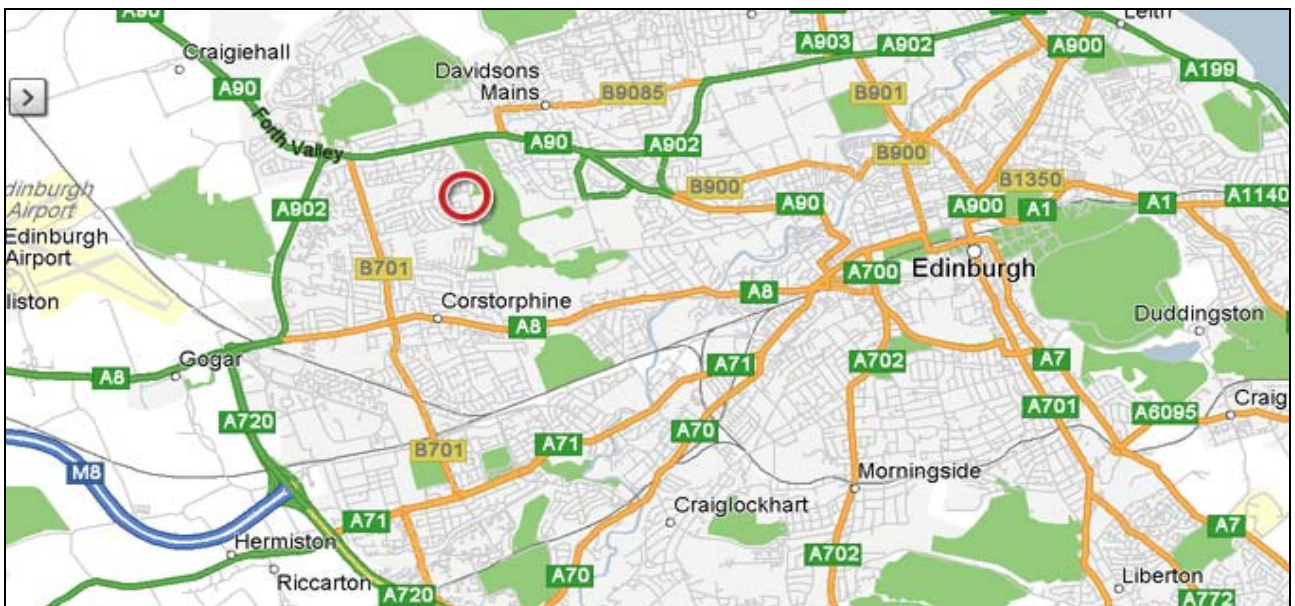 A90
Craigiehall
A90
Forth Valley
Davidsons
Mains
B9085
A903
A902
B901
A900
Leith
A199
A90
A902
B900
B900
B1350
A1
A1
A1140
A900
A90
dinburgh
Airport
Edinburgh
Airport
lliston
A902
B701
Corstorphine
A8
A8
A700
Edinburgh
Duddingston
Gogar
A8
A720
A71
A702
A7
A701
A6095
Craig
M8
B701
A71
A70
Morningside
Craiglockhart
A71
Hermiston
Riccarton
A720
A70
A702
A7
Liberton
A772